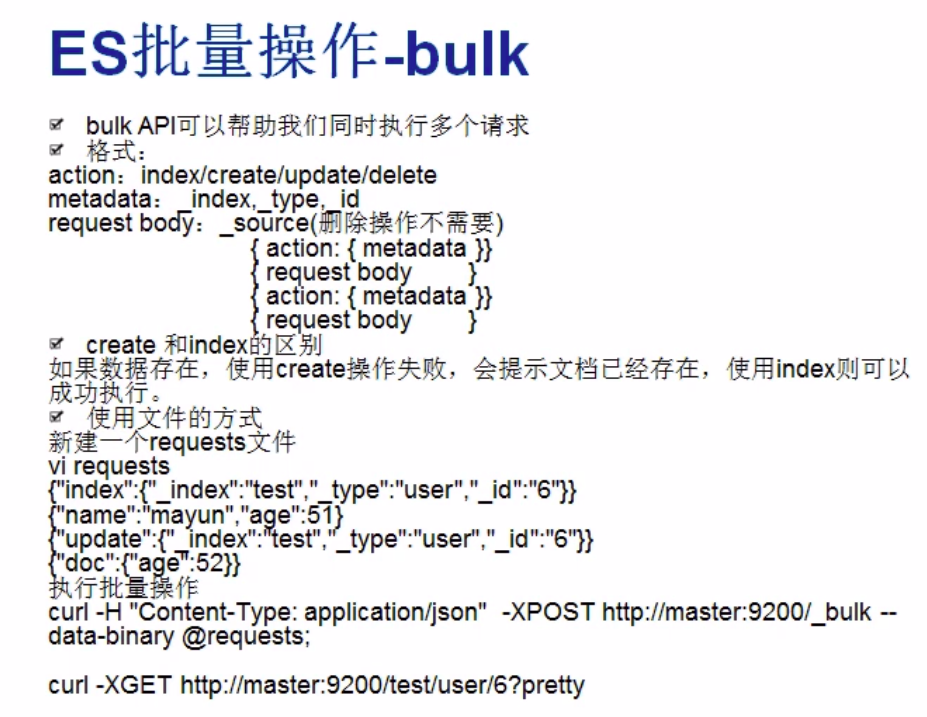 ES批量操作-bulk
bulk API可以帮助我们同时执行多个请求
格式：
action：index/create/update/delete
metadata：_index,_type,_id
request body：_source(删除操作不需要)
{ action: { metadata }}
{ request body }
{ action: { metadata }}
{ request body }
create 和index的区别
如果数据存在，使用create操作失败，会提示文档已经存在，使用index则可以
成功执行。
使用文件的方式
新建一个requests文件
vi requests
{"index":{"_index":"test","_type":"user","_id":"6"}}
{"name":"mayun","age":51}
{"update":{"_index":"test","_type":"user","_id":"6"}}
{"doc":{"age":52}}
执行批量操作
curl -H "Content-Type: application/json" -XPOST http://master:9200/_bulk --
data-binary @requests;
curl -XGET http://master:9200/test/user/6?pretty